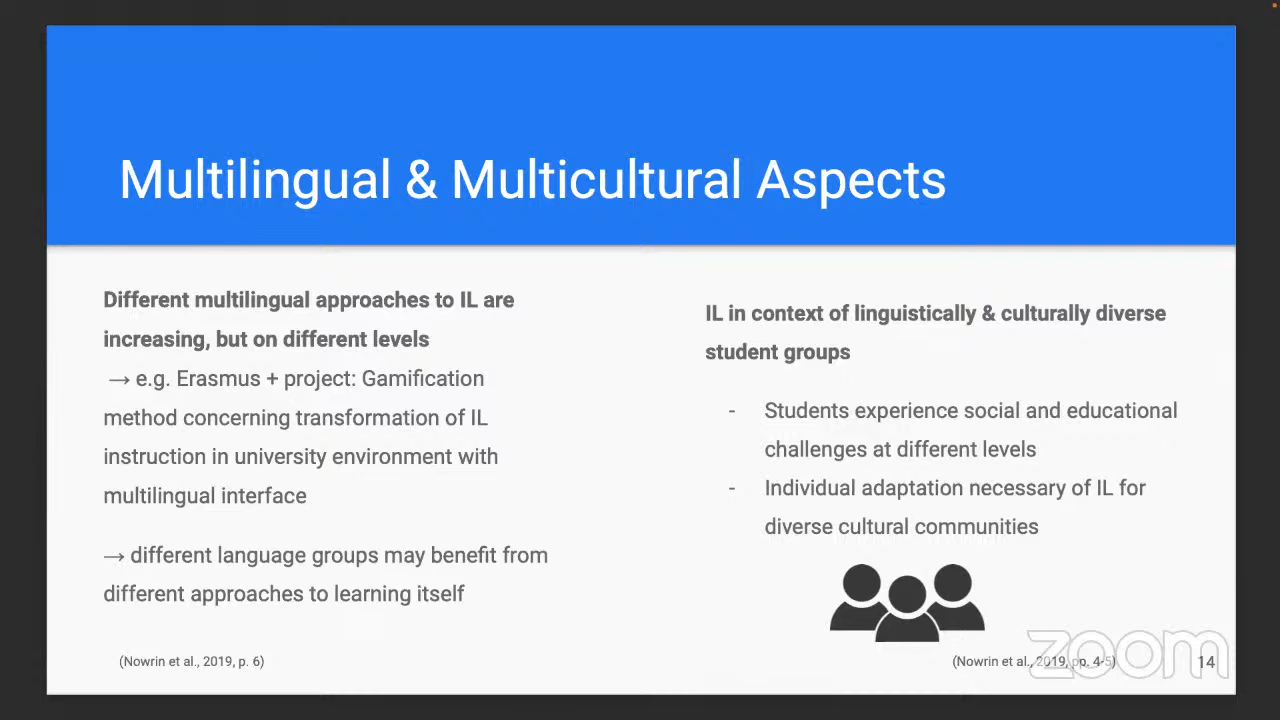 Multilingual & Multicultural Aspects
Different multilingual approaches to IL are
increasing, but on different levels
→ e.g. Erasmus + project: Gamification
method concerning transformation of IL
instruction in university environment with
multilingual interface
→ different language groups may benefit from
different approaches to learning itself
(Nowrin et al., 2019, p. 6)
IL in context of linguistically & culturally diverse
student groups
- Students experience social and educational
challenges at different levels
- Individual adaptation necessary of IL for
diverse cultural communities
(Nowrin et al., 2019, pp. 4-5)
zoom
14